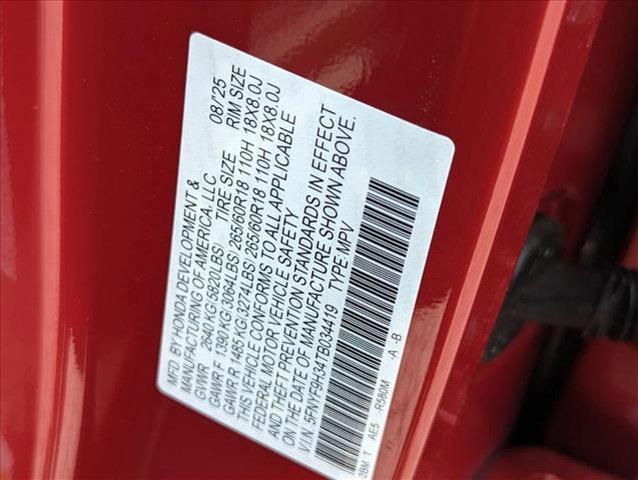 MFD BY HONDA DEVELOPMENT & 08/'25
MANUFACTURING OF AMERICA, LLC
GVWR 2640 KG(5820LBS) TIRE SIZE RIM SIZE
GAWR F 1390 KG(3064LBS) 265/60R18 110H 18X8.0J
GAWR R 1485 KG(3274LBS) 265/60R18 110H 18X8.0J
THIS VEHICLE CONFORMS TO ALL APPLICABLE
FEDERAL MOTOR VEHICLE SAFETY
AND THEFT PREVENTION STANDARDS IN EFFECT
ON THE DATE OF MANUFACTURE SHOWN ABOVE.
V.I.N. 5FNYF9H34TB034419 TYPE MPV
2BM 1 AE5 R580M -A -B